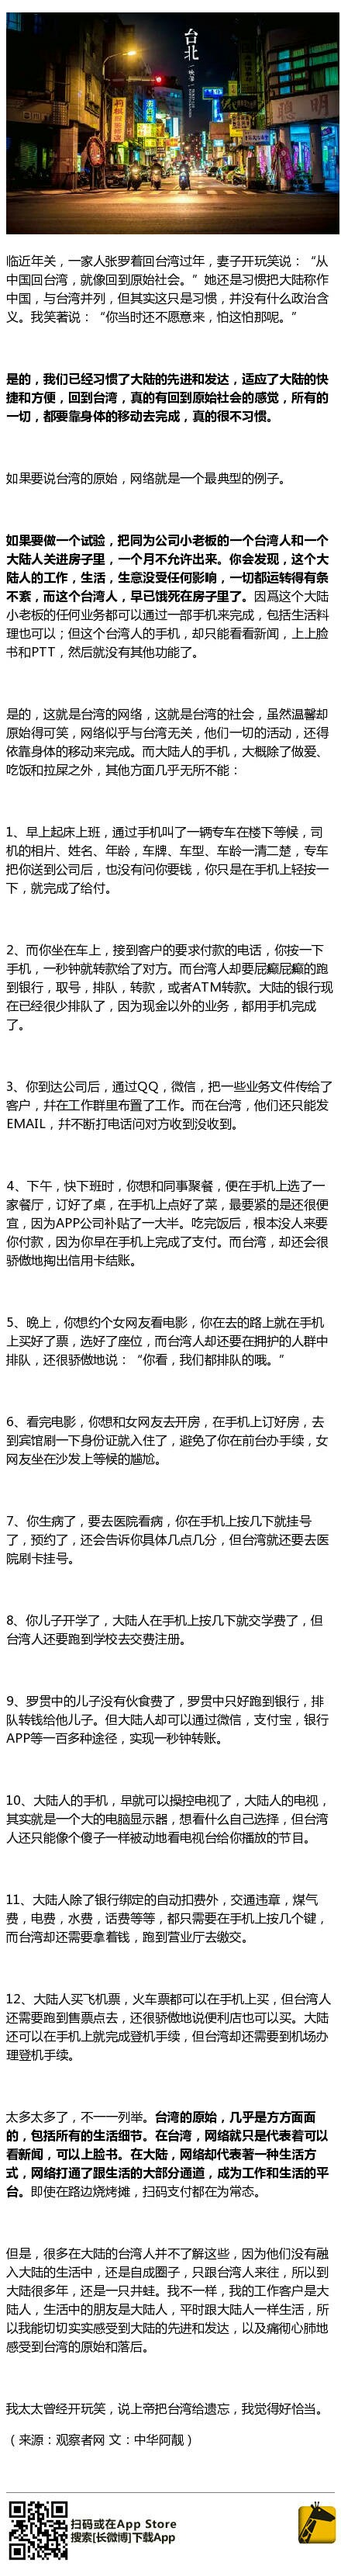 台北
临近年关，一家人张罗着回台湾过年，妻子开玩笑说：“从
中国回台湾，就像回到原始社会。”她还是习惯把大陆称作
中国，与台湾并列，但其实这只是习惯，并没有什么政治含
义。我笑著说：“你当时还不愿意来，怕这怕那呢。”
是的，我们已经习惯了大陆的先进和发达，适应了大陆的快
捷和方便，回到台湾，真的有回到原始社会的感觉，所有的
一切，都要靠身体的移动去完成，真的很不习惯。
如果要说台湾的原始，网络就是一个最典型的例子。
如果要做一个试验，把同为公司小老板的一个台湾人和一个
大陆人关进房子里，一个月不允许出来。你会发现，这个大
陆人的工作，生活，生意没受任何影响，一切都运转得有条
不紊，而这个台湾人，早已饿死在房子里了。因爲这个大陆
小老板的任何业务都可以通过一部手机来完成，包括生活料
理也可以；但这个台湾人的手机，却只能看看新闻，上上脸
书和PTT，然后就没有其他功能了。
是的，这就是台湾的网络，这就是台湾的社会，虽然温馨却
原始得可笑，网络似乎与台湾无关，他们一切的活动，还得
依靠身体的移动来完成。而大陆人的手机，大概除了做爱、
吃饭和拉屎之外，其他方面几乎无所不能：
1、早上起床上班，通过手机叫了一辆专车在楼下等候，司
机的相片、姓名、年龄，车牌、车型、车龄一清二楚，专车
把你送到公司后，也没有问你要钱，你只是在手机上轻按一
下，就完成了给付。
2、而你坐在车上，接到客户的要求付款的电话，你按一下
手机，一秒钟就转款给了对方。而台湾人却要屁癫屁癫的跑
到银行，取号，排队，转款，或者ATM转款。大陆的银行现
在已经很少排队了，因为现金以外的业务，都用手机完成
了。
3、你到达公司后，通过QQ，微信，把一些业务文件传给了
客户，幷在工作群里布置了工作。而在台湾，他们还只能发
EMAIL，幷不断打电话问对方收到没收到。
4、下午，快下班时，你想和同事聚餐，便在手机上选了一
家餐厅，订好了桌，在手机上点好了菜，最要紧的是还很便
宜，因为APP公司补贴了一大半。吃完饭后，根本没人来要
你付款，因为你早在手机上完成了支付。而台湾，却还会很
骄傲地掏出信用卡结账。
5、晚上，你想约个女网友看电影，你在去的路上就在手机
上买好了票，选好了座位，而台湾人却还要在拥护的人群中
排队，还很骄傲地说：“你看，我们都排队的哦。”
6、看完电影，你想和女网友去开房，在手机上订好房，去
到宾馆刷一下身份证就入住了，避免了你在前台办手续，女
网友坐在沙发上等候的尴尬。
7、你生病了，要去医院看病，你在手机上按几下就挂号
了，预约了，还会告诉你具体几点几分，但台湾就还要去医
院刷卡挂号。
8、你儿子开学了，大陆人在手机上按几下就交学费了，但
台湾人还要跑到学校去交费注册。
9、罗贯中的儿子没有伙食费了，罗贯中只好跑到银行，排
队转钱给他儿子。但大陆人却可以通过微信，支付宝，银行
APP等一百多种途径，实现一秒钟转账。
10、大陆人的手机，早就可以操控电视了，大陆人的电视，
其实就是一个大的电脑显示器，想看什么自己选择，但台湾
人还只能像个傻子一样被动地看电视台给你播放的节目。
11、大陆人除了银行绑定的自动扣费外，交通违章，煤气
费，电费，水费，话费等等，都只需要在手机上按几个键，
而台湾却还需要拿着钱，跑到营业厅去缴交。
12、大陆人买飞机票，火车票都可以在手机上买，但台湾人
还需要跑到售票点去，还很骄傲地说便利店也可以买。大陆
还可以在手机上就完成登机手续，但台湾却还需要到机场办
理登机手续。
太多太多了，不一一列举。台湾的原始，几乎是方方面面
的，包括所有的生活细节。在台湾，网络就只是代表着可以
看新闻，可以上脸书。在大陆，网络却代表著一种生活方
式，网络打通了跟生活的大部分通道，成为工作和生活的平
台。即使在路边烧烤摊，扫码支付都在为常态。
但是，很多在大陆的台湾人并不了解这些，因为他们没有融
入大陆的生活中，还是自成圈子，只跟台湾人来往，所以到
大陆很多年，还是一只井蛙。我不一样，我的工作客户是大
陆人，生活中的朋友是大陆人，平时跟大陆人一样生活，所
以我能切切实实感受到大陆的先进和发达，以及痛彻心肺地
感受到台湾的原始和落后。
我太太曾经开玩笑，说上帝把台湾给遗忘，我觉得好恰当。
（来源：观察者网 文：中华阿靓）
扫码或在App Store
搜索[长微博]下载App